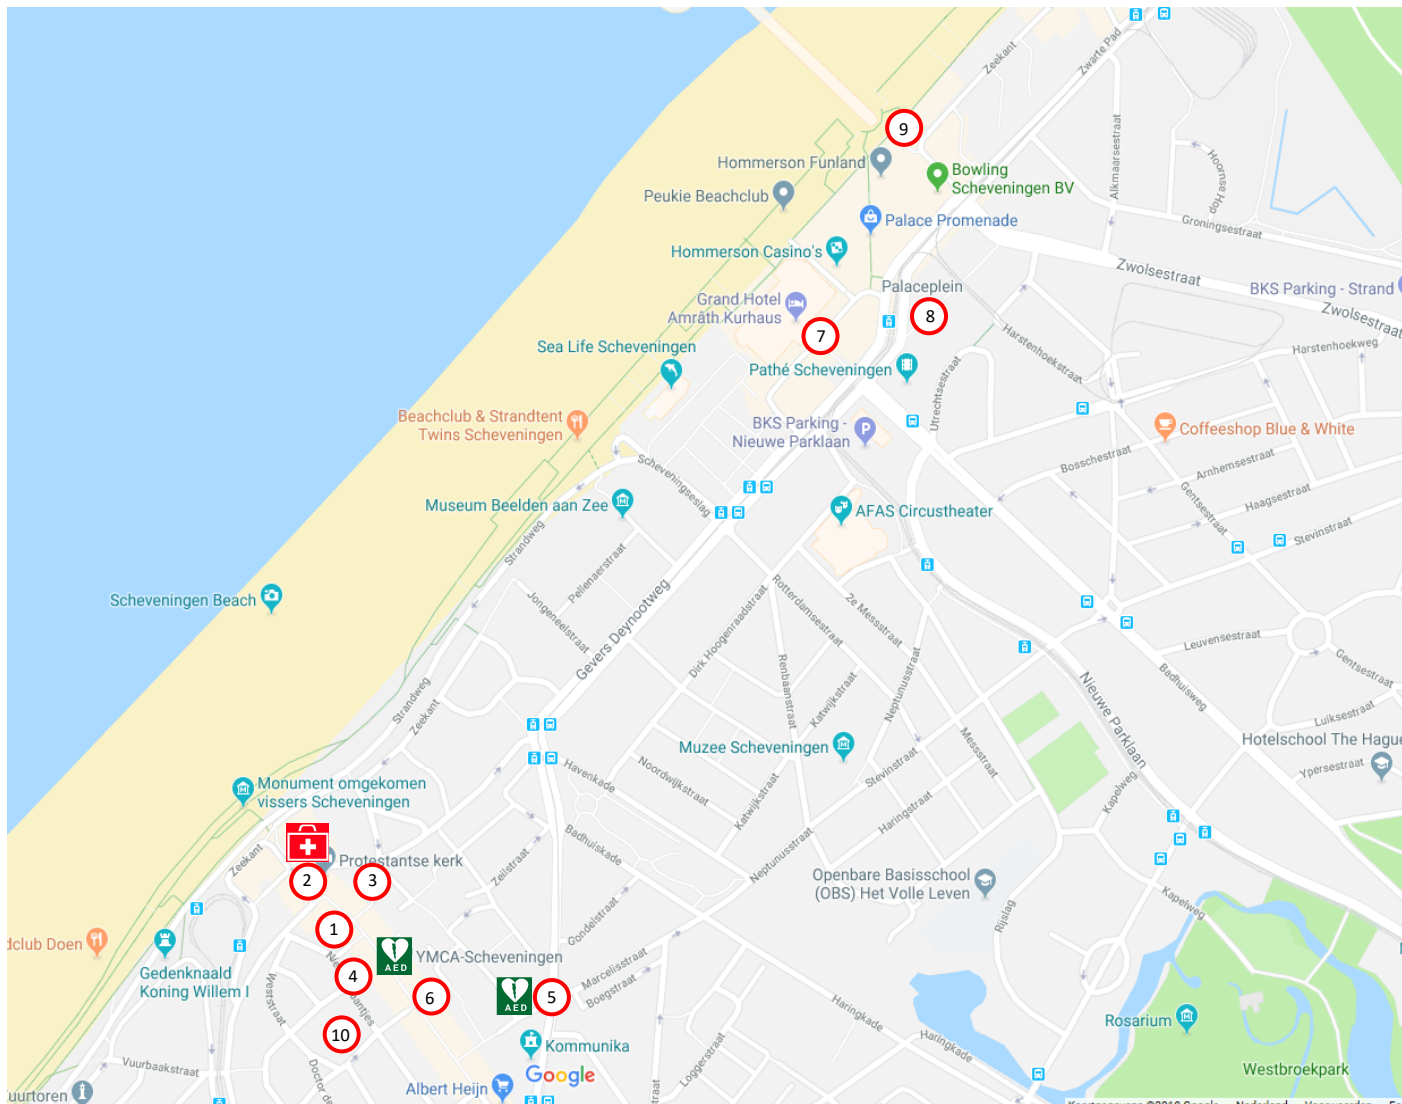 Zeekant
Zwarte Pad
9
Hommerson Funland
Bowling
Scheveningen BV
Hoornse Hop
Alkmaarsestraat
Peukie Beachclub
Palace Promenade
Groningsestraat
Hommerson Casino's
Zwolsestraat
Palaceplein
BKS Parking - Strand
Grand Hotel
Amrâth Kurhaus
8
Zwolsestraat
7
Harstenhoekstraat
Harstenhoekweg
Sea Life Scheveningen
Pathé Scheveningen
Utrechtsestraat
Beachclub & Strandtent
Twins Scheveningen
BKS Parking -
Nieuwe Parklaan
P
Coffeeshop Blue & White
Bosschestraat
Arnhemsestraat
Scheveningseslag
Gentsestraat
Haagsestraat
Museum Beelden aan Zee
AFAS Circustheater
Stevinstraat
Strandweg
Pellenaerstraat
Scheveningen Beach
Jongeneelstraat
Gevers Deynootweg
Rotterdamsestraat
2e Messstraat
Dirk Hoogenraadstraat
Leuvensestraat
Gentsestraat
Renbaanstraat
Katwijkstraat
Neptunusstraat
Badhuisweg
Nieuwe Parklaan
Strandweg
Zeekant
Luiksestraat
Messstraat
Muzee Scheveningen
Hotelschool The Hague
Ypersestraat
Havenkade
Noordwijkstraat
Stevinstraat
Katwijkstraat
Haringstraat
Kapelweg
Monument omgekomen
vissers Scheveningen
Badhuiskade
Neptunusstraat
Zeekant
Protestantse kerk
Zeilstraat
2
3
Openbare Basisschool
(OBS) Het Volle Leven
Kapelweg
Rijslag
Gondelstraat
1
dclub Doen
AED
YMCA-Scheveningen
Marcelisstraat
Gedenknaald
Koning Willem I
4
Weststraat
6
AED
5
Boegstraat
Haringkade
Rosarium
10
Kommunika
Haringkade
Vuurbaakstraat
Doctor de
Loggerstraat
Google
Westbroekpark
uurtoren
Albert Heijn